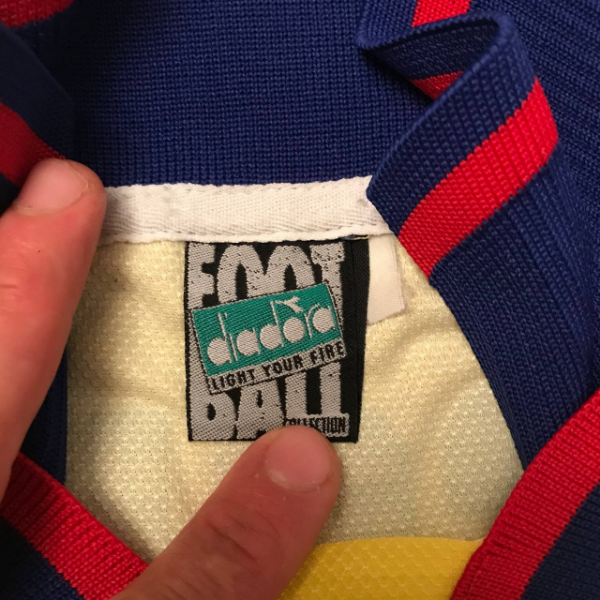 FOOT
diadora
LIGHT YOUR FIRE
BALL
COLLECTION